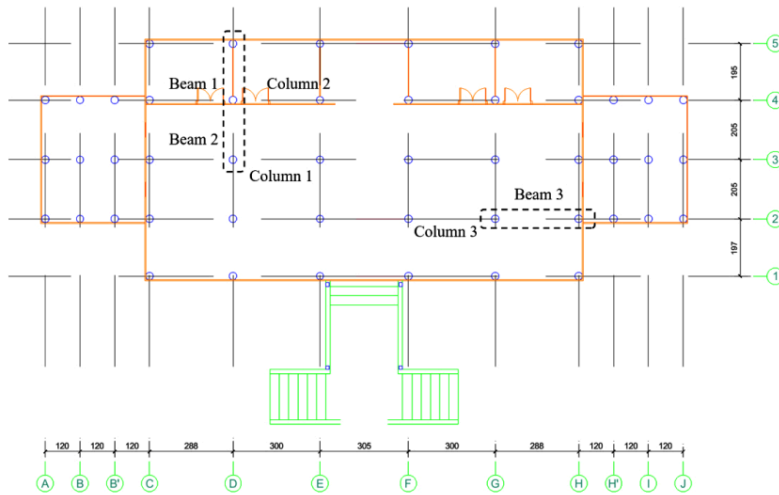 5
Beam 1
Column 2
195
4
Beam 2
205
3
Column 1
Beam 3
205
Column 3
2
197
1
120 120 120 288 300 305 300 288 120 120 120
A B B' C D E F G H H' I J